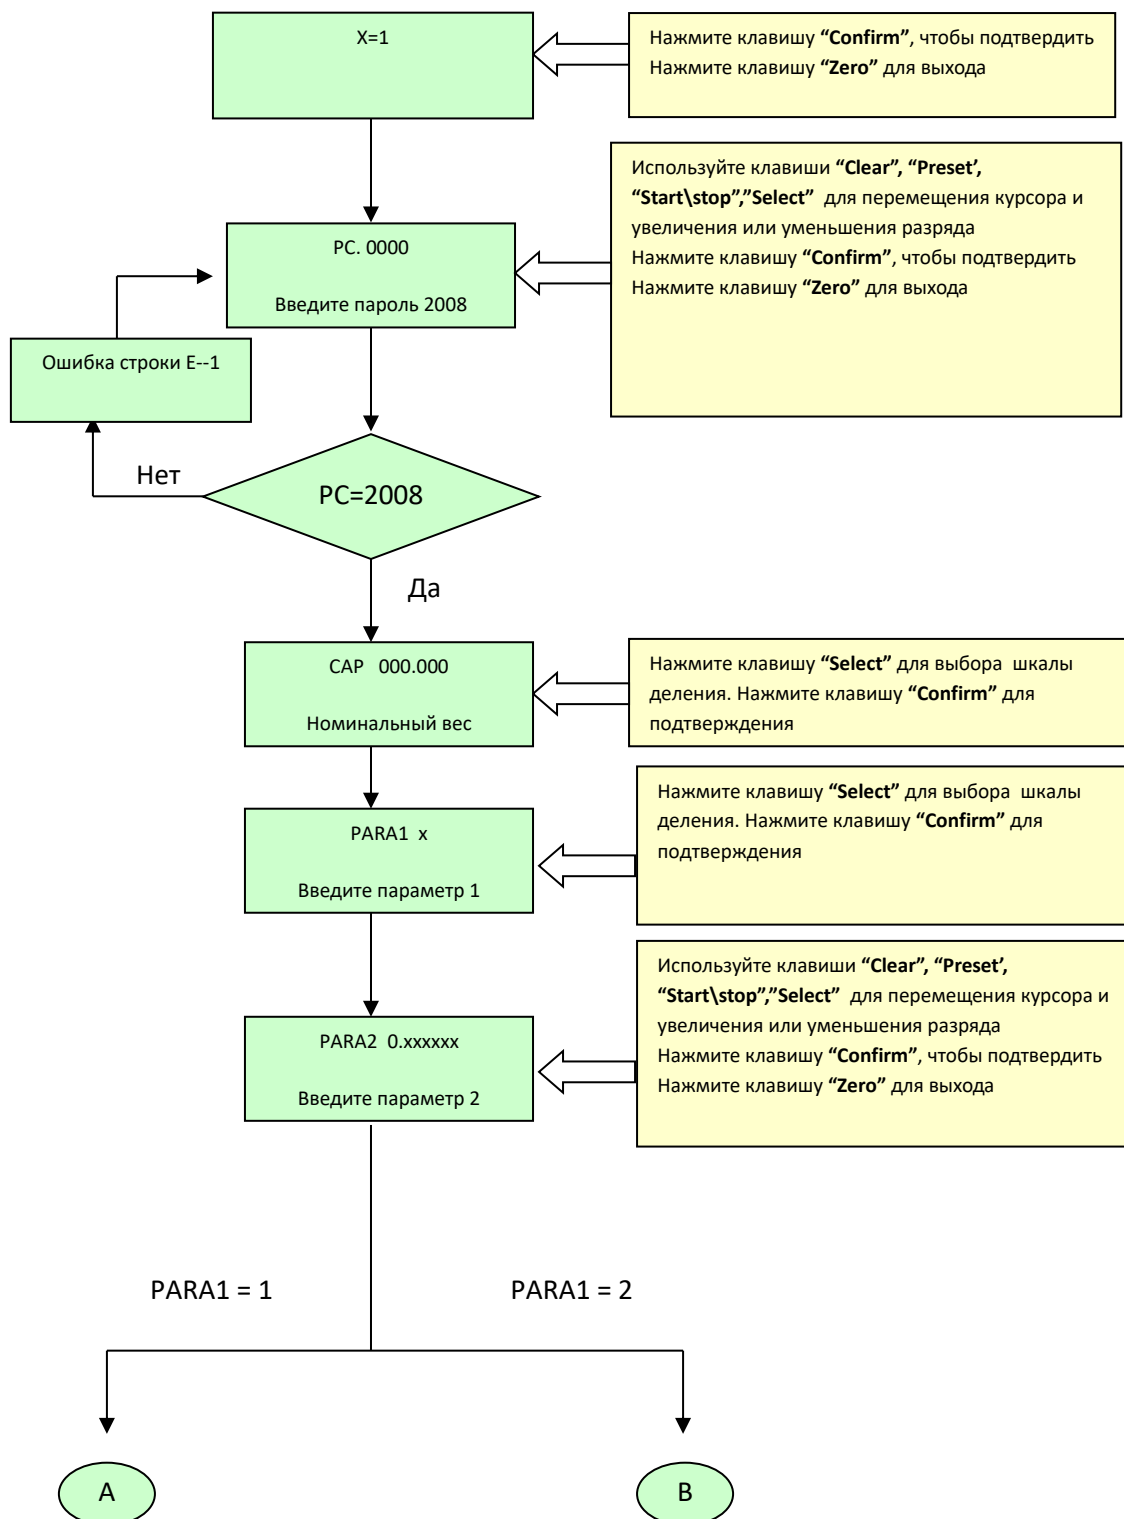 X=1
Нажмите клавишу “Confirm”, чтобы подтвердить
Нажмите клавишу “Zero” для выхода
Используйте клавиши “Clear”, “Preset’,
“Start\stop”,”Select” для перемещения курсора и
увеличения или уменьшения разряда
Нажмите клавишу “Confirm”, чтобы подтвердить
Нажмите клавишу “Zero” для выхода
PC. 0000
Введите пароль 2008
Ошибка строки E--1
Нет
PC=2008
Да
CAP 000.000
Номинальный вес
Нажмите клавишу “Select” для выбора шкалы
деления. Нажмите клавишу “Confirm” для
подтверждения
PARA1 x
Введите параметр 1
Нажмите клавишу “Select” для выбора шкалы
деления. Нажмите клавишу “Confirm” для
подтверждения
PARA2 0.xxxxxx
Введите параметр 2
Используйте клавиши “Clear”, “Preset’,
“Start\stop”,”Select” для перемещения курсора и
увеличения или уменьшения разряда
Нажмите клавишу “Confirm”, чтобы подтвердить
Нажмите клавишу “Zero” для выхода
PARA1 = 1
PARA1 = 2
A
B